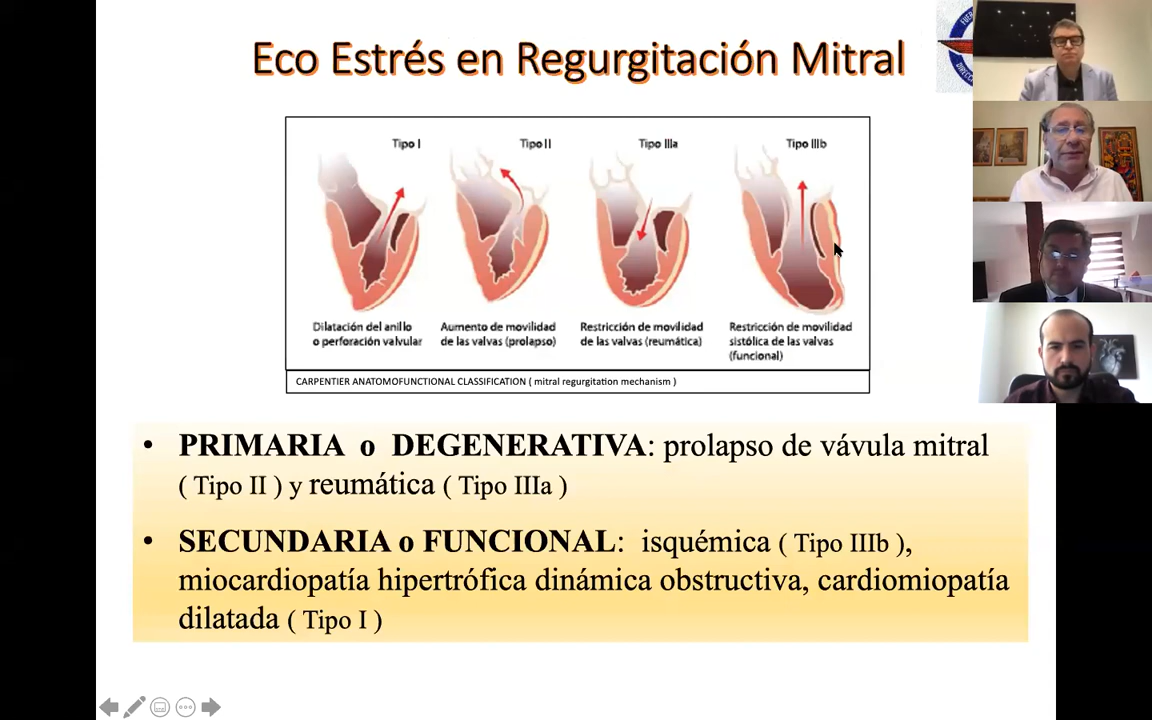 Eco Estrés en Regurgitación Mitral
Tipo I
Tipo II
Tipo IIIa
Tipo IIIb
Dilatación del anillo
o perforación valvular
Aumento de movilidad
de las valvas (prolapso)
Restricción de movilidad
de las valvas (reumática)
Restricción de movilidad
sistólica de las valvas
(funcional)
CARPENTIER ANATOMOFUNCTIONAL CLASSIFICATION ( mitral regurgitation mechanism )
• PRIMARIA o DEGENERATIVA: prolapso de vávula mitral
( Tipo II ) y reumática ( Tipo IIIa )
• SECUNDARIA o FUNCIONAL: isquémica ( Tipo IIIb ),
miocardiopatía hipertrófica dinámica obstructiva, cardiomiopatía
dilatada ( Tipo I )